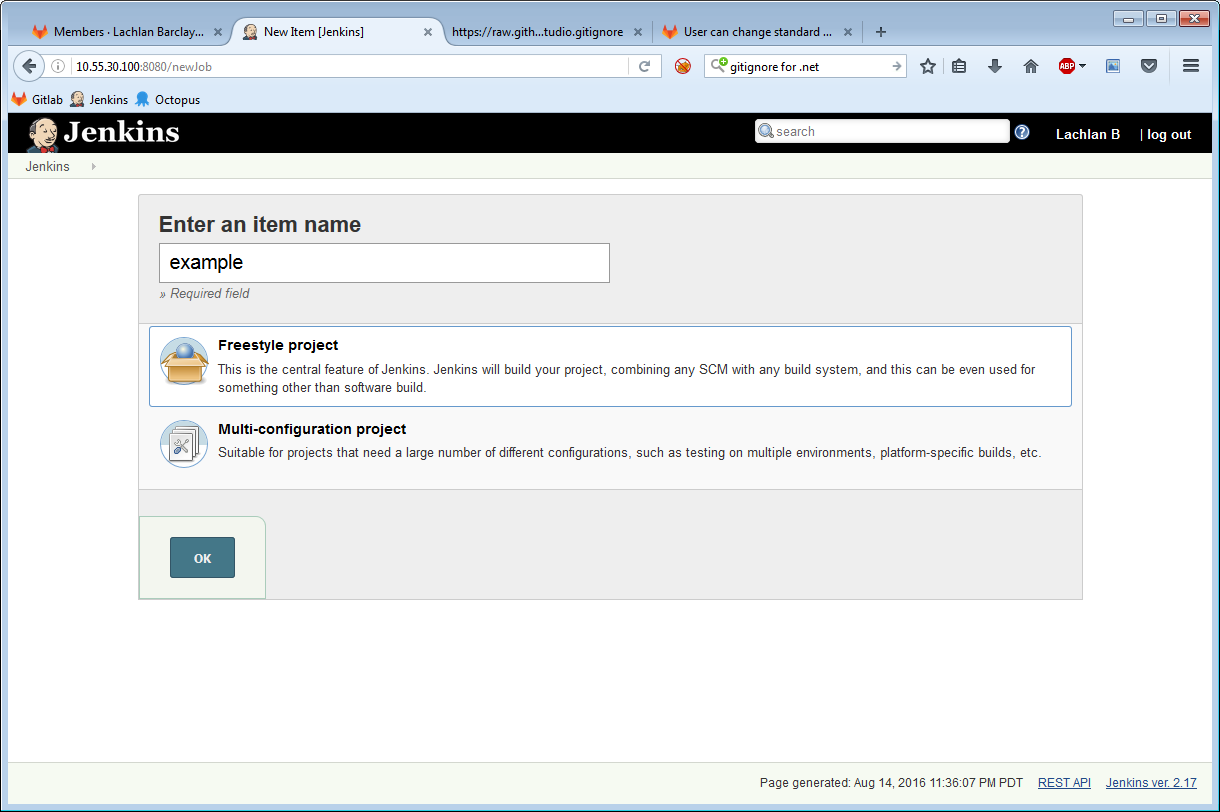 Members · Lachlan Barclay...
New Item [Jenkins]
https://raw.gith...tudio.gitignore
User can change standard ...
10.55.30.100:8080/newJob
gitignore for .net
ABP
Gitlab
Jenkins
Octopus
Jenkins
search
?
Lachlan B
| log out
Jenkins
Enter an item name
example
» Required field
Freestyle project
This is the central feature of Jenkins. Jenkins will build your project, combining any SCM with any build system, and this can be even used for
something other than software build.
Multi-configuration project
Suitable for projects that need a large number of different configurations, such as testing on multiple environments, platform-specific builds, etc.
OK
Page generated: Aug 14, 2016 11:36:07 PM PDT
REST API
Jenkins ver. 2.17